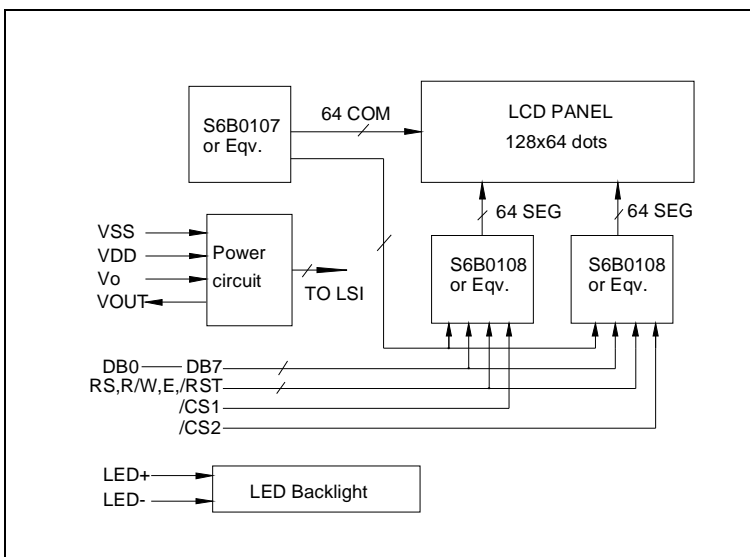 S6B0107
or Eqv.
64 COM
LCD PANEL
128x64 dots
64 SEG
64 SEG
VSS
VDD
Vo
VOUT
Power
circuit
TO LSI
S6B0108
or Eqv.
S6B0108
or Eqv.
DB0 DB7
RS,R/W,E,/RST
/CS1
/CS2
LED+
LED-
LED Backlight